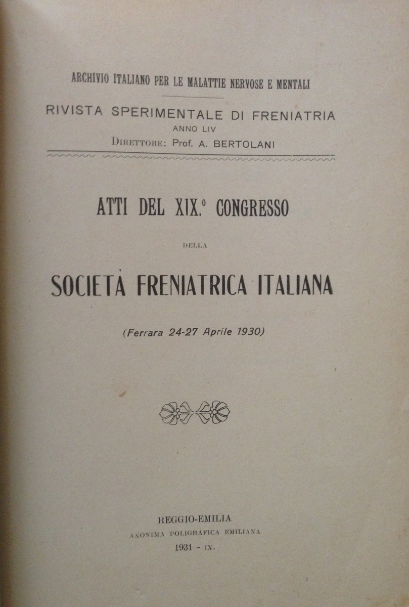 ARCHIVIO ITALIANO PER LE MALATTIE NERVOSE E MENTALI
RIVISTA SPERIMENTALE DI FRENIATRIA
ANNO LIV
DIRETTORE: Prof. A. BERTOLANI
ATTI DEL XIX.º CONGRESSO
DELLA
SOCIETÀ FRENIATRICA ITALIANA
(Ferrara 24-27 Aprile 1930)
REGGIO-EMILIA
ANONIMA POLIGRAFICA EMILIANA
1931 - IX.